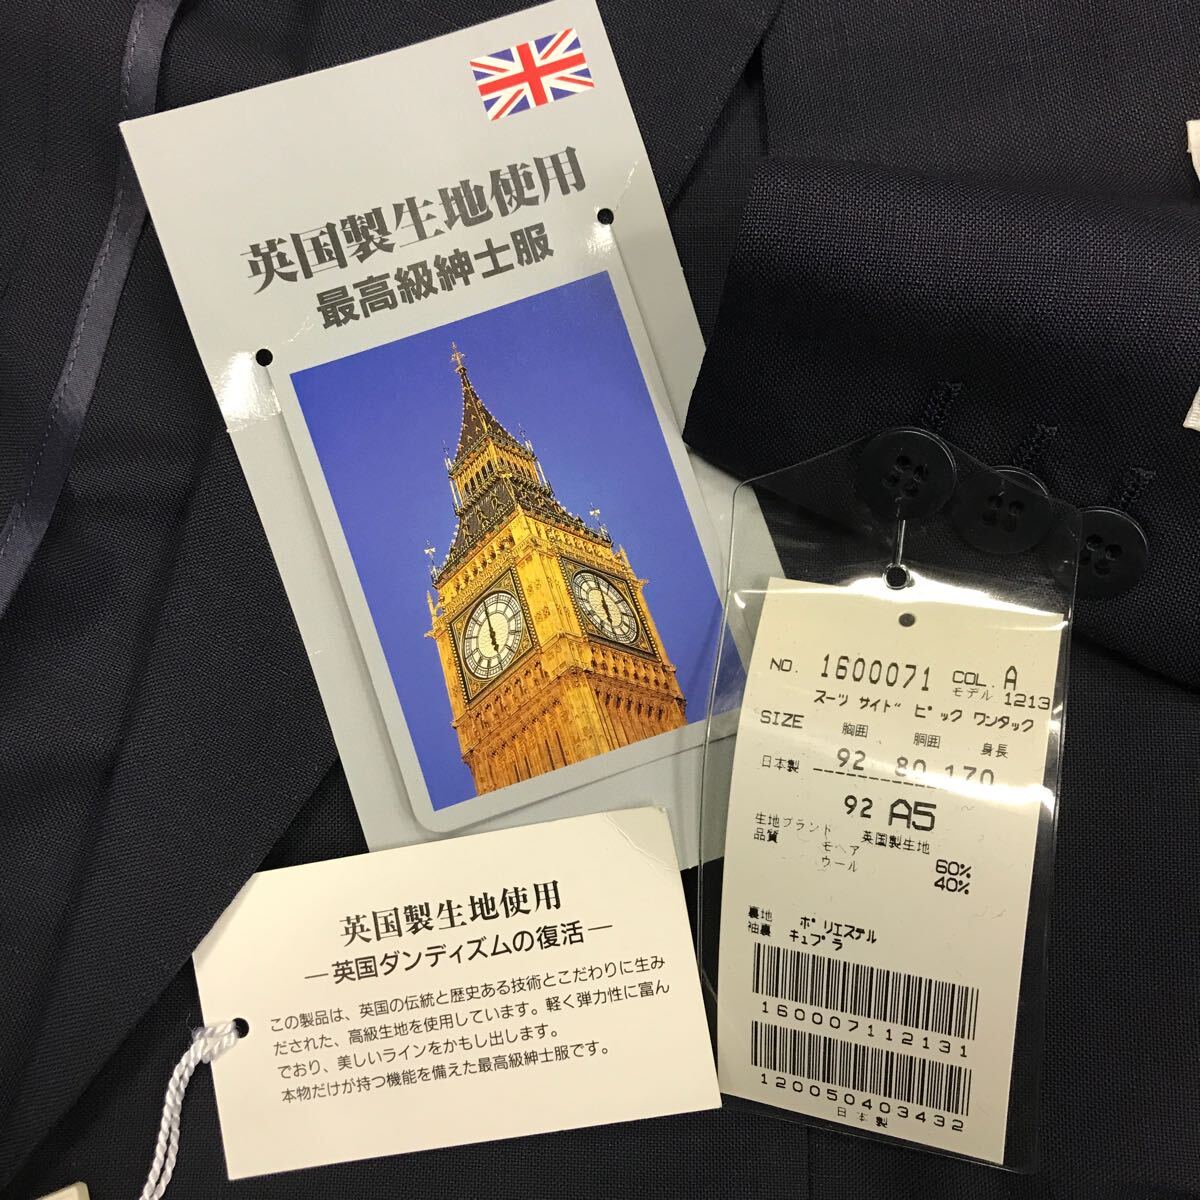 英国製生地使用
最高級紳士服
NO. 1600071 COL. A
モデル 1213
スーツ サイド ピック ワンタック
SIZE 胸囲 胴囲 身長
日本製 92 80 170
92 A5
生地ブランド 英国製生地
品質 モヘア 60%
ウール 40%
裏地 ポリエステル
袖裏 キュプラ
160007112131
120050403432
日本製
英国製生地使用
―英国ダンディズムの復活―
この製品は、英国の伝統と歴史ある技術とこだわりに生み
だされた、高級生地を使用しています。軽く弾力性に富ん
でおり、美しいラインをかもし出します。
本物だけが持つ機能を備えた最高級紳士服です。